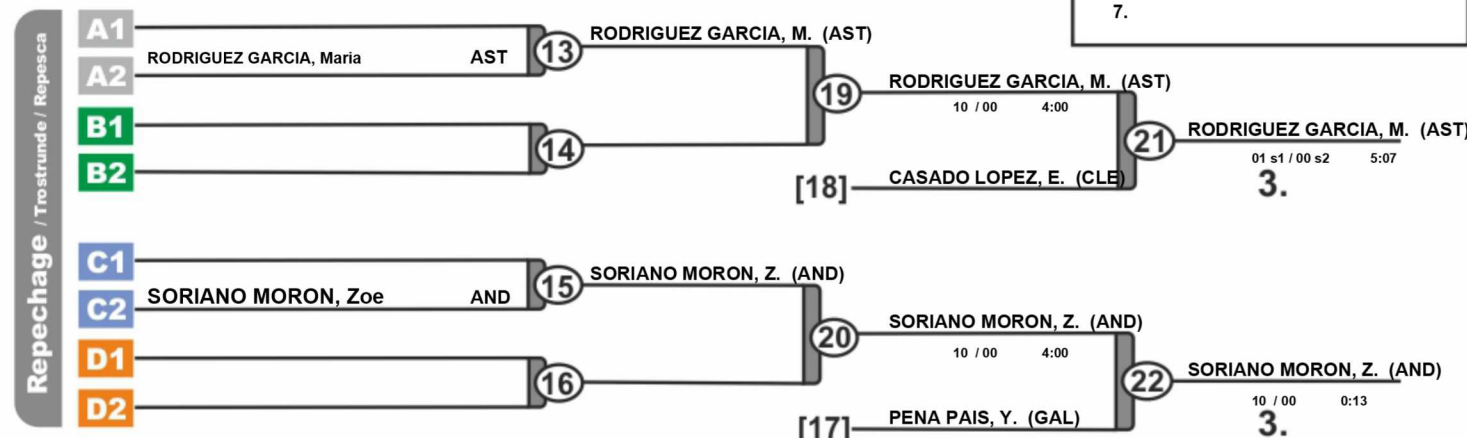 7.
Repechage / Trostrunde / Repesca
A1
RODRIGUEZ GARCIA, Maria AST
A2
13
RODRIGUEZ GARCIA, M. (AST)
B1
B2
14
19
RODRIGUEZ GARCIA, M. (AST)
10 / 00 4:00
[18] CASADO LOPEZ, E. (CLE)
21
RODRIGUEZ GARCIA, M. (AST)
01 s1 / 00 s2 5:07
3.
C1
C2
SORIANO MORON, Zoe AND
15
SORIANO MORON, Z. (AND)
D1
D2
16
20
SORIANO MORON, Z. (AND)
10 / 00 4:00
[17] PENA PAIS, Y. (GAL)
22
SORIANO MORON, Z. (AND)
10 / 00 0:13
3.